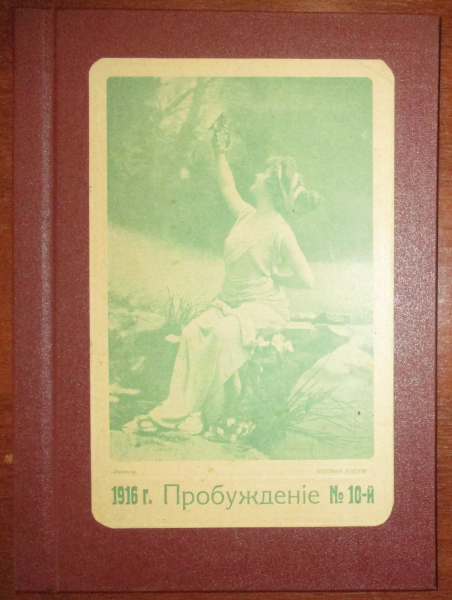 1916 г. Пробужденіе № 10-й